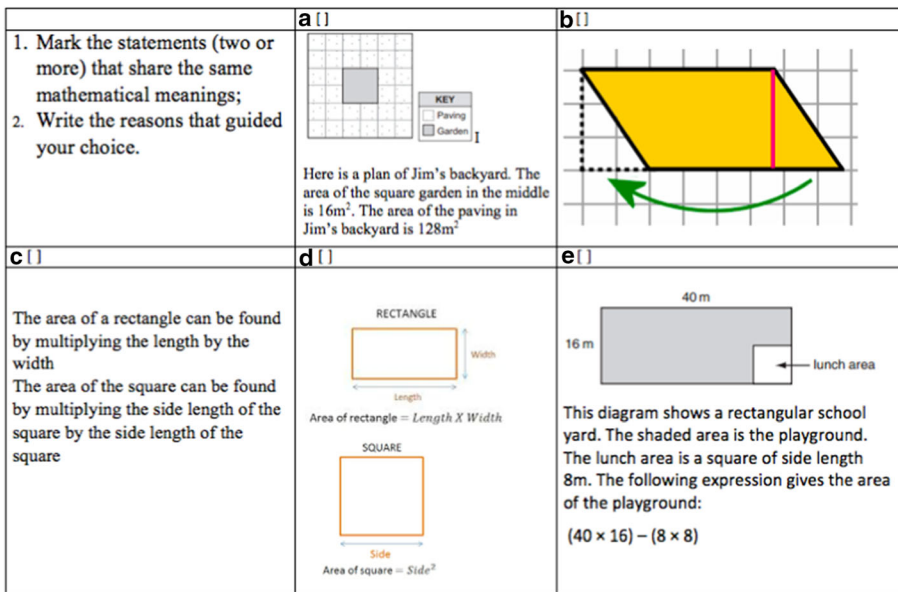 a [ ]
b[ ]
1. Mark the statements (two or
more) that share the same
mathematical meanings;
2. Write the reasons that guided
your choice.
KEY
Paving
Garden
Here is a plan of Jim's backyard. The
area of the square garden in the middle
is 16m². The area of the paving in
Jim's backyard is 128m²
c [ ]
d [ ]
e[ ]
The area of a rectangle can be found
by multiplying the length by the
width
The area of the square can be found
by multiplying the side length of the
square by the side length of the
square
RECTANGLE
Width
Length
Area of rectangle = Length X Width
SQUARE
Side
Area of square = Side²
40 m
16 m
lunch area
This diagram shows a rectangular school
yard. The shaded area is the playground.
The lunch area is a square of side length
8m. The following expression gives the area
of the playground:
(40 × 16) – (8 × 8)